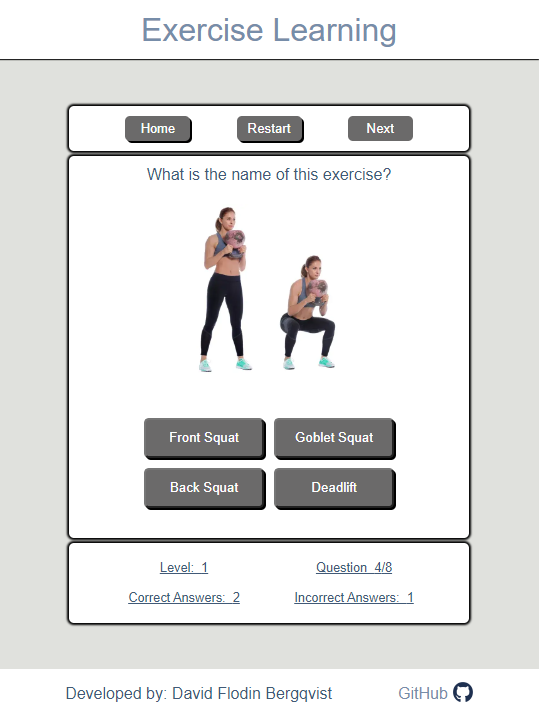 Exercise Learning
Home Restart Next
What is the name of this exercise?
Front Squat Goblet Squat
Back Squat Deadlift
Level: 1 Question 4/8
Correct Answers: 2 Incorrect Answers: 1
Developed by: David Flodin Bergqvist GitHub